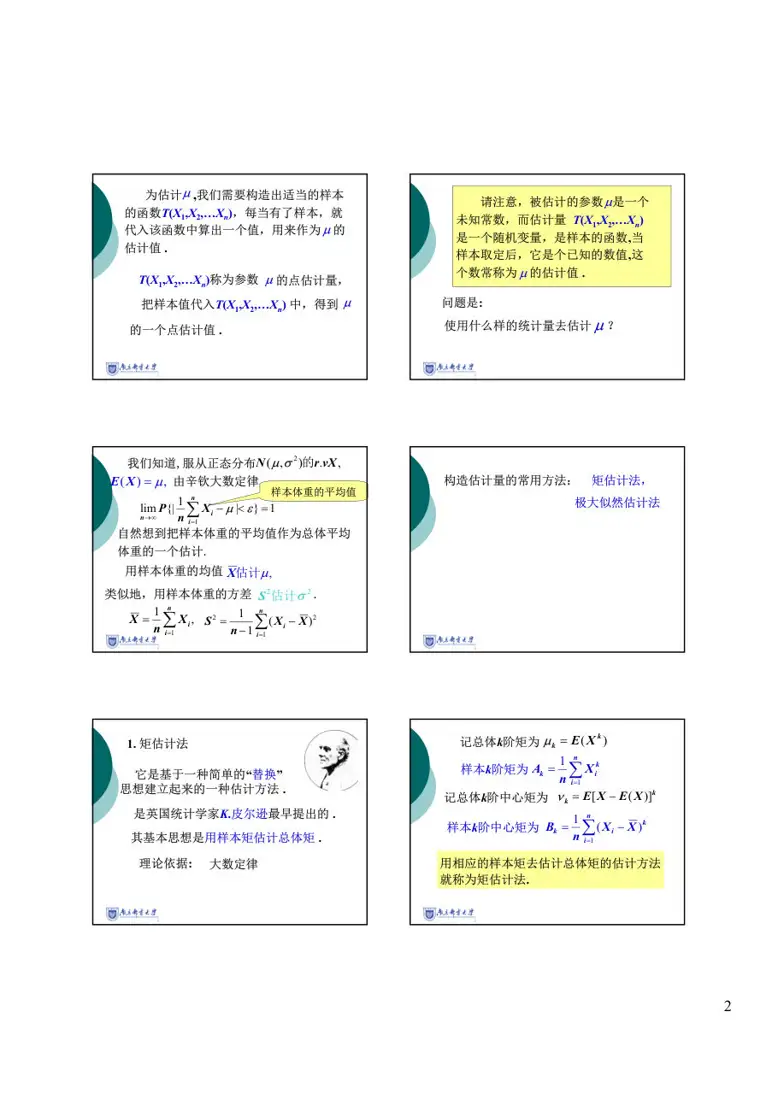 为估计μ,我们需要构造出适当的样本
的函数T(X₁,X₂,…Xₙ)，每当有了样本，就
代入该函数中算出一个值，用来作为μ的
估计值 .
T(X₁,X₂,…Xₙ)称为参数 μ 的点估计量，
把样本值代入T(X₁,X₂,…Xₙ) 中，得到 μ
的一个点估计值 .
请注意，被估计的参数μ是一个
未知常数，而估计量 T(X₁,X₂,…Xₙ)
是一个随机变量，是样本的函数,当
样本取定后，它是个已知的数值,这
个数常称为 μ 的估计值 .
问题是:
使用什么样的统计量去估计 μ ？
我们知道,服从正态分布N(μ,σ²)的r.vX,
E(X) = μ, 由辛钦大数定律
样本体重的平均值
lim_{n→∞} P{| 1/n ∑_{i=1}^{n} Xᵢ − μ |< ε} = 1
自然想到把样本体重的平均值作为总体平均
体重的一个估计.
用样本体重的均值 X̄估计μ,
类似地，用样本体重的方差 S²估计σ² .
X̄ = 1/n ∑_{i=1}^{n} Xᵢ, S² = 1/(n−1) ∑_{i=1}^{n} (Xᵢ − X̄)²
构造估计量的常用方法： 矩估计法，
极大似然估计法
1. 矩估计法
它是基于一种简单的“替换”
思想建立起来的一种估计方法 .
是英国统计学家K.皮尔逊最早提出的 .
其基本思想是用样本矩估计总体矩 .
理论依据： 大数定律
记总体k阶矩为 μₖ = E(Xᵏ)
样本k阶矩为 Aₖ = 1/n ∑_{i=1}^{n} Xᵢᵏ
记总体k阶中心矩为 νₖ = E[X − E(X)]ᵏ
样本k阶中心矩为 Bₖ = 1/n ∑_{i=1}^{n} (Xᵢ − X̄)ᵏ
用相应的样本矩去估计总体矩的估计方法
就称为矩估计法.
2